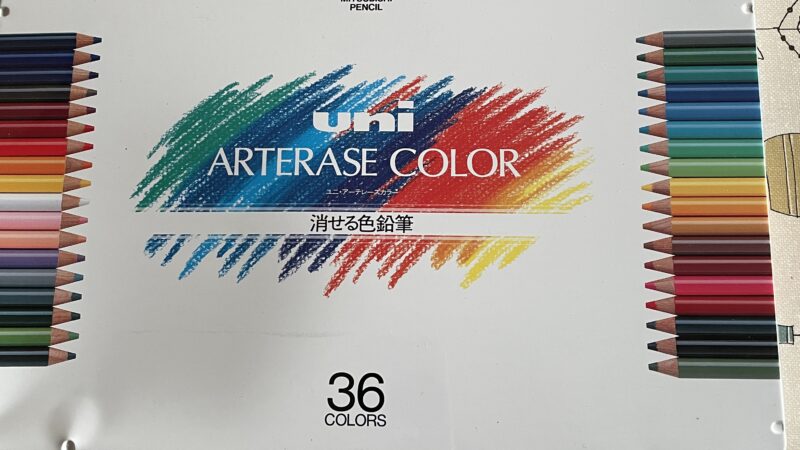 MITSUBISHI
PENCIL
uni
ARTERASE COLOR
ユニ・アーテレーズカラー
消せる色鉛筆
36
COLORS